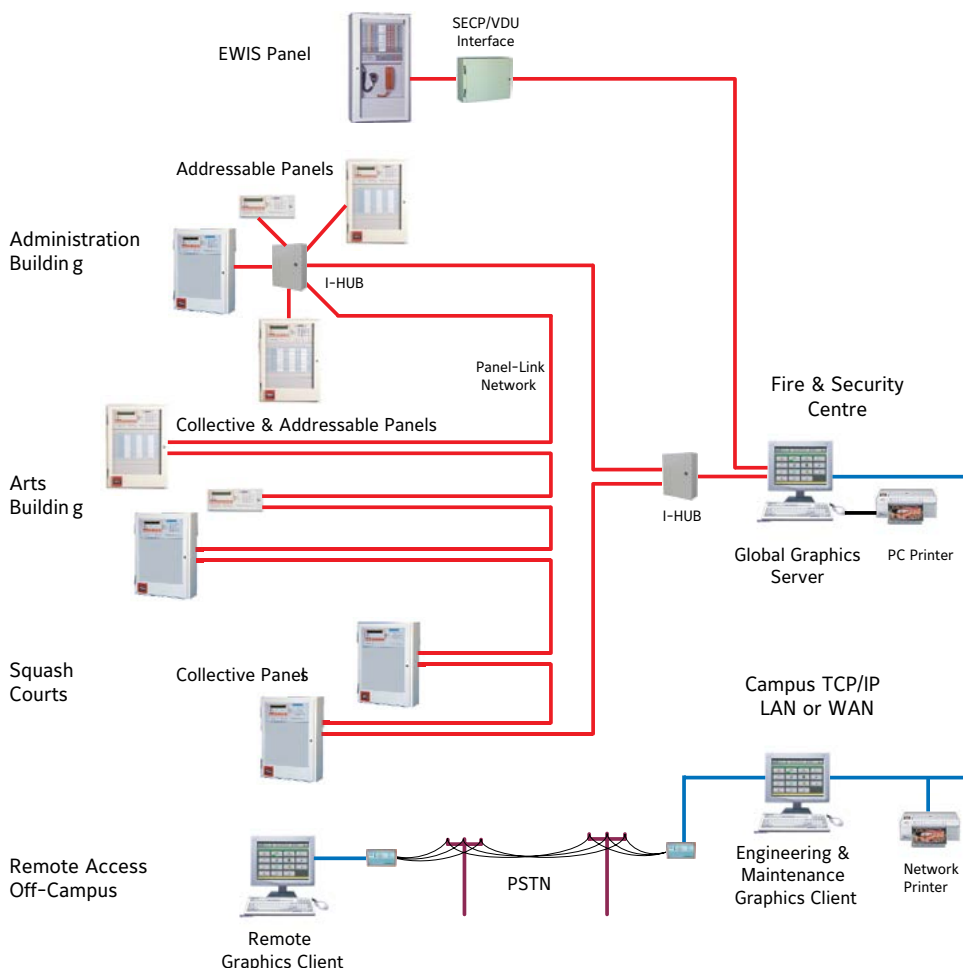 EWIS Panel
SECP/VDU
Interface
Addressable Panels
Administration
Building
I-HUB
Panel-Link
Network
Fire & Security
Centre
Collective & Addressable Panels
Arts
Building
I-HUB
Global Graphics
Server
PC Printer
Squash
Courts
Collective Panels
Campus TCP/IP
LAN or WAN
Remote Access
Off-Campus
PSTN
Engineering &
Maintenance
Graphics Client
Network
Printer
Remote
Graphics Client